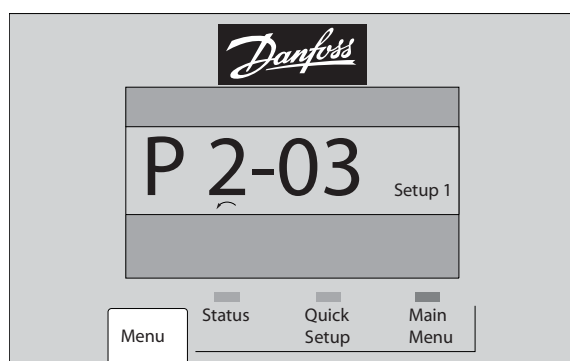 Danfoss
P 2-03
Setup 1
Menu
Status
Quick
Setup
Main
Menu